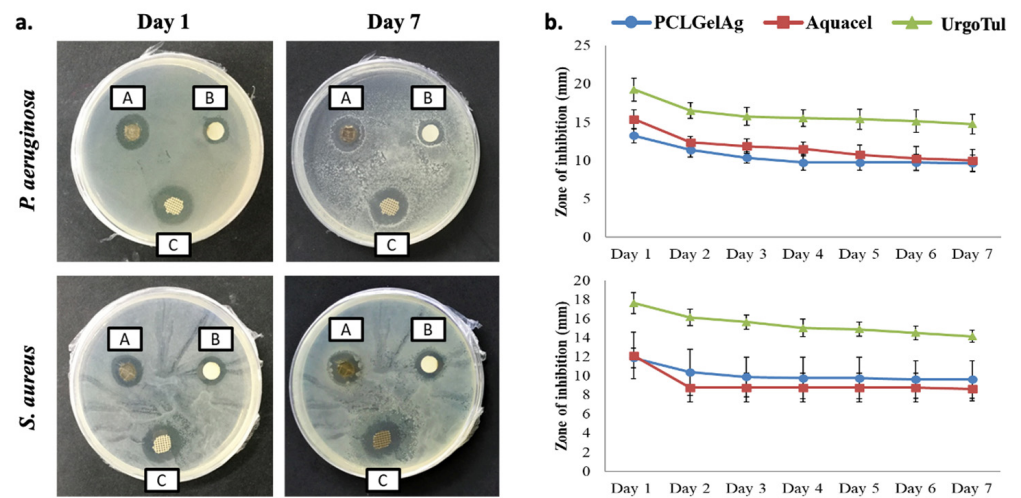 a.
Day 1
Day 7
P. aeruginosa
A
B
C
A
B
C
S. aureus
A
B
C
A
B
C
b.
PCLGelAg
Aquacel
UrgoTul
Zone of inhibition (mm)
25
20
15
10
5
0
Day 1 Day 2 Day 3 Day 4 Day 5 Day 6 Day 7
Zone of inhibition (mm)
20
18
16
14
12
10
8
6
4
2
0
Day 1 Day 2 Day 3 Day 4 Day 5 Day 6 Day 7